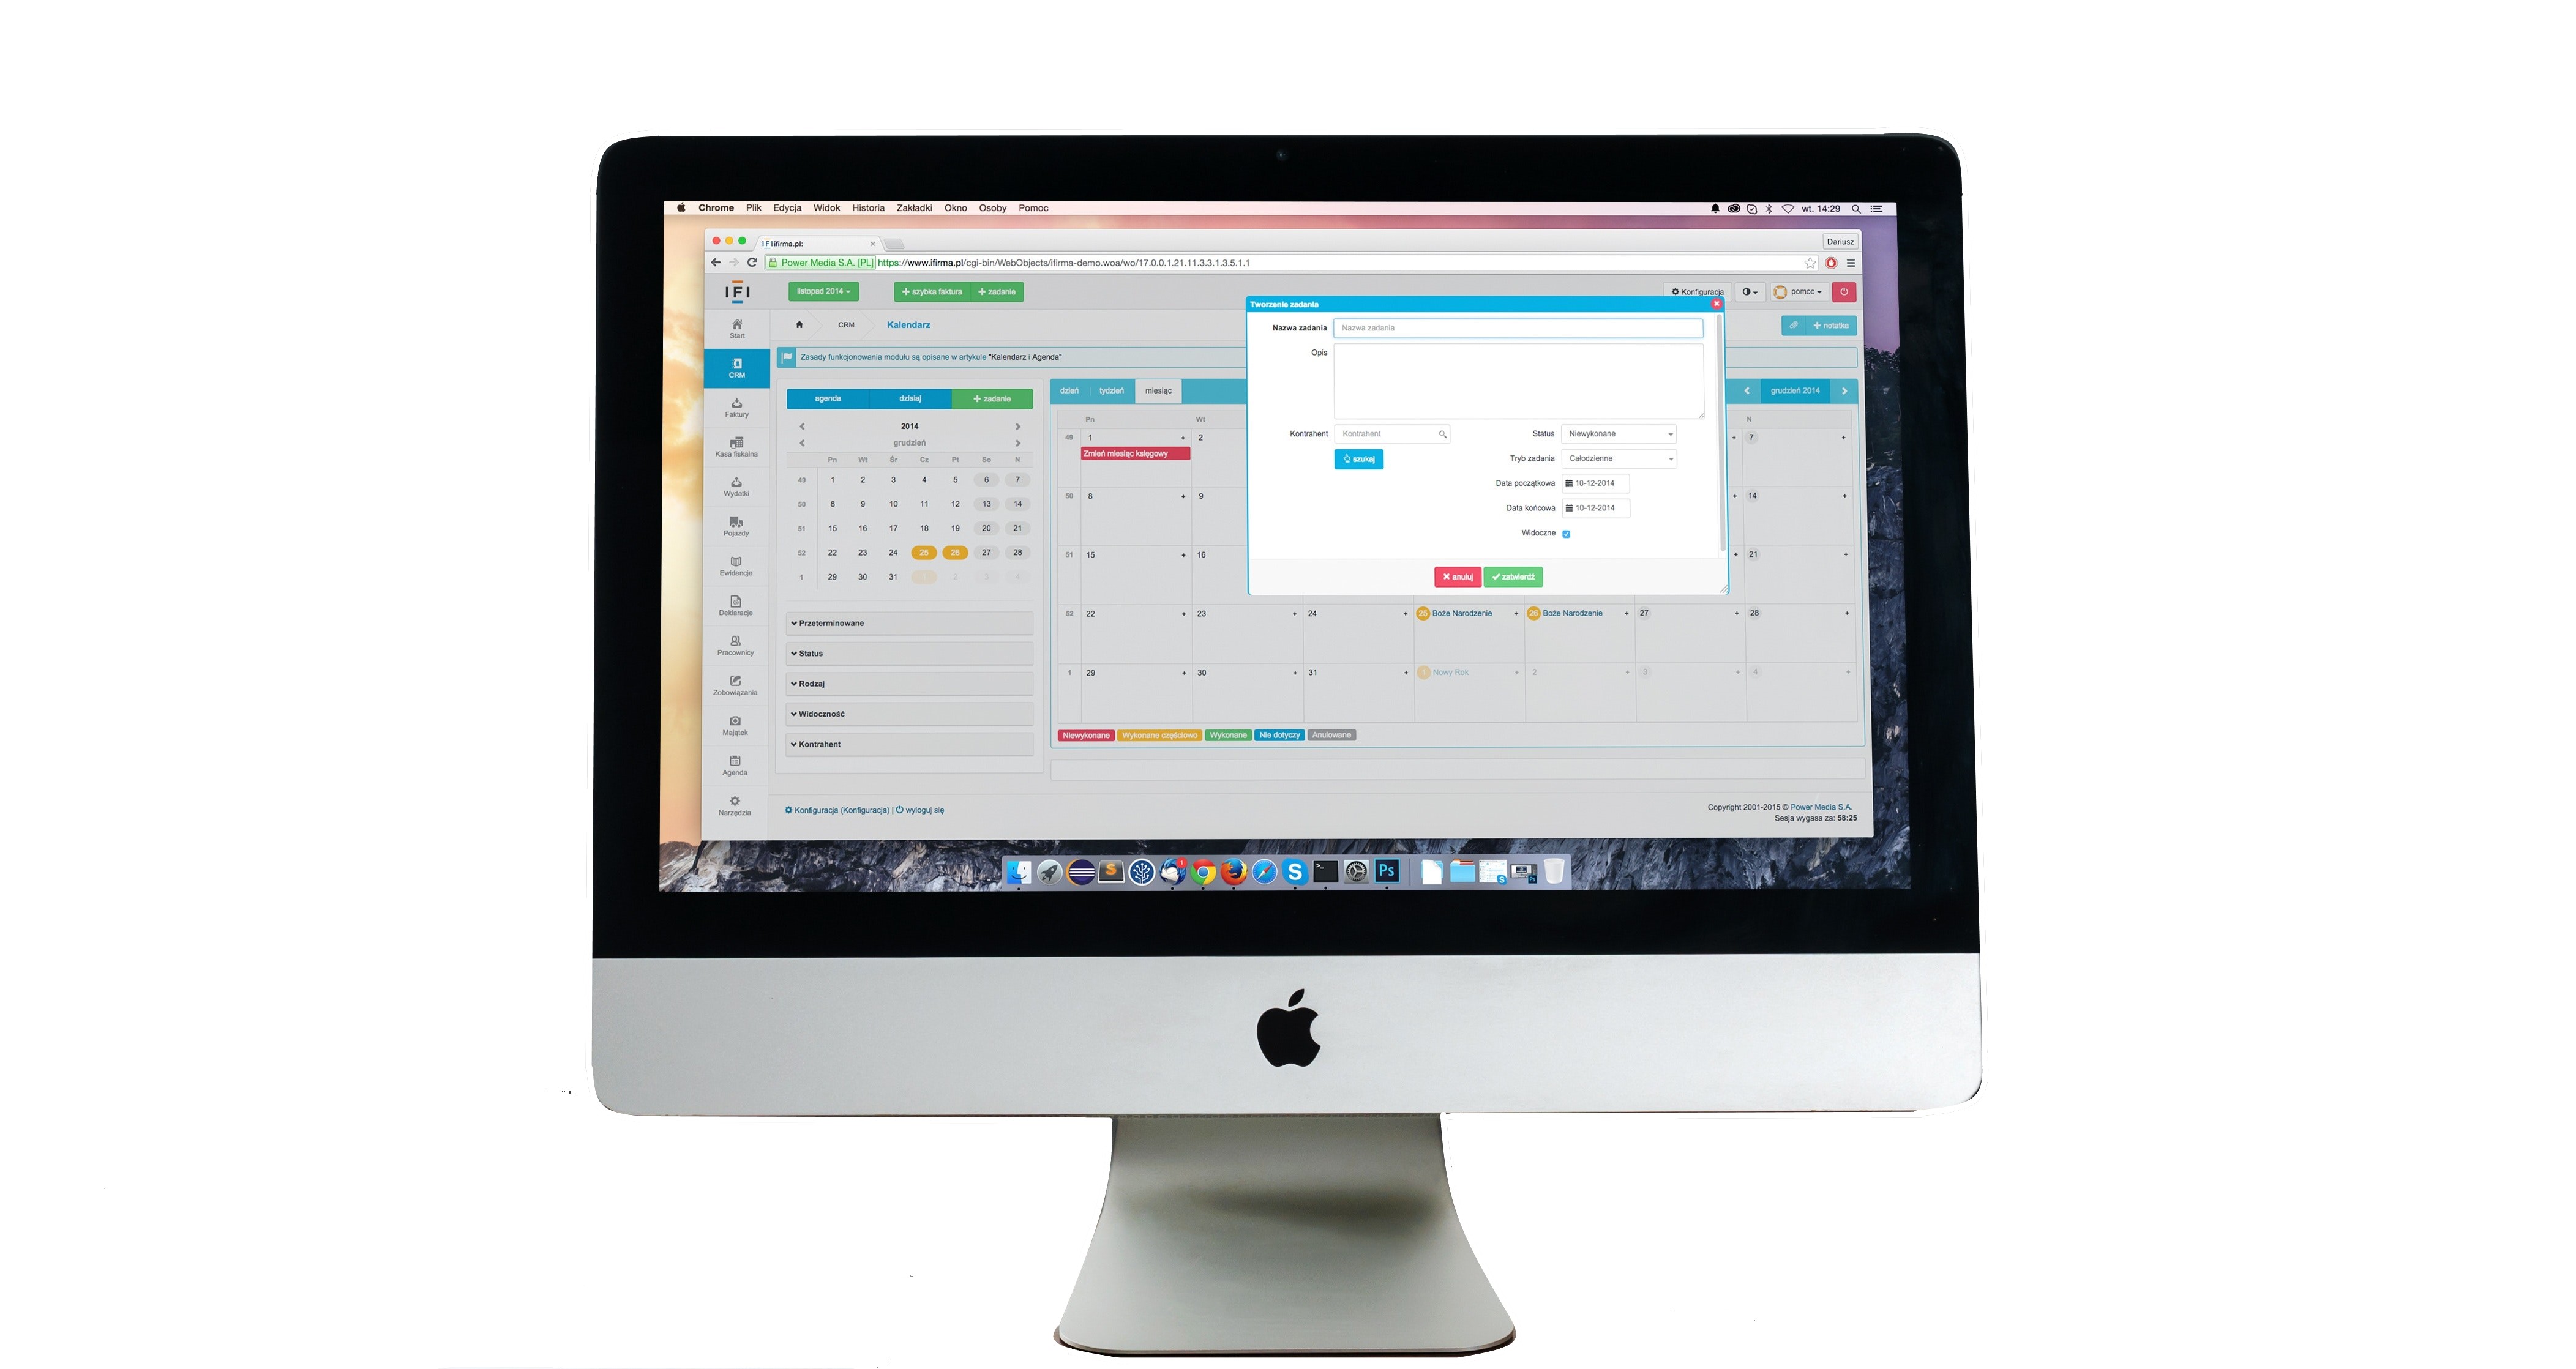 Chrome Plik Edycja Widok Historia Zakładki Okno Osoby Pomoc wt. 14:29
IFI ifirma.pl: Dariusz
Power Media S.A. [PL] https://www.ifirma.pl/cgi-bin/WebObjects/ifirma-demo.woa/wo/17.0.0.1.21.11.3.3.1.3.5.1.1
IFI listopad 2014 + szybka faktura + zadanie Konfiguracja pomoc
Start
CRM
Faktury
Kasa fiskalna
Wydatki
Pojazdy
Ewidencje
Deklaracje
Pracownicy
Zobowiązania
Majątek
Agenda
Narzędzia
CRM Kalendarz + notatka
Zasady funkcjonowania modułu są opisane w artykule "Kalendarz i Agenda"
agenda dzisiaj + zadanie
2014
grudzień
Pn Wt Śr Cz Pt So N
49 1 2 3 4 5 6 7
50 8 9 10 11 12 13 14
51 15 16 17 18 19 20 21
52 22 23 24 25 26 27 28
1 29 30 31 1 2 3 4
Przeterminowane
Status
Rodzaj
Widoczność
Kontrahent
dzień tydzień miesiąc grudzień 2014
Pn Wt N
49 1 + 2 + 7 +
Zmień miesiąc księgowy
50 8 + 9 + 14 +
51 15 + 16 + 21 +
52 22 + 23 + 24 + 25 Boże Narodzenie + 26 Boże Narodzenie + 27 + 28 +
1 29 + 30 + 31 + 1 Nowy Rok + 2 + 3 + 4 +
Niewykonane Wykonane częściowo Wykonane Nie dotyczy Anulowane
Tworzenie zadania
Nazwa zadania Nazwa zadania
Opis
Kontrahent Kontrahent Status Niewykonane
szukaj Tryb zadania Całodzienne
Data początkowa 10-12-2014
Data końcowa 10-12-2014
Widoczne
anuluj zatwierdź
Konfiguracja (Konfiguracja) | wyloguj się
Copyright 2001-2015 © Power Media S.A.
Sesja wygasa za: 58:25
S 1 S >_ Ps